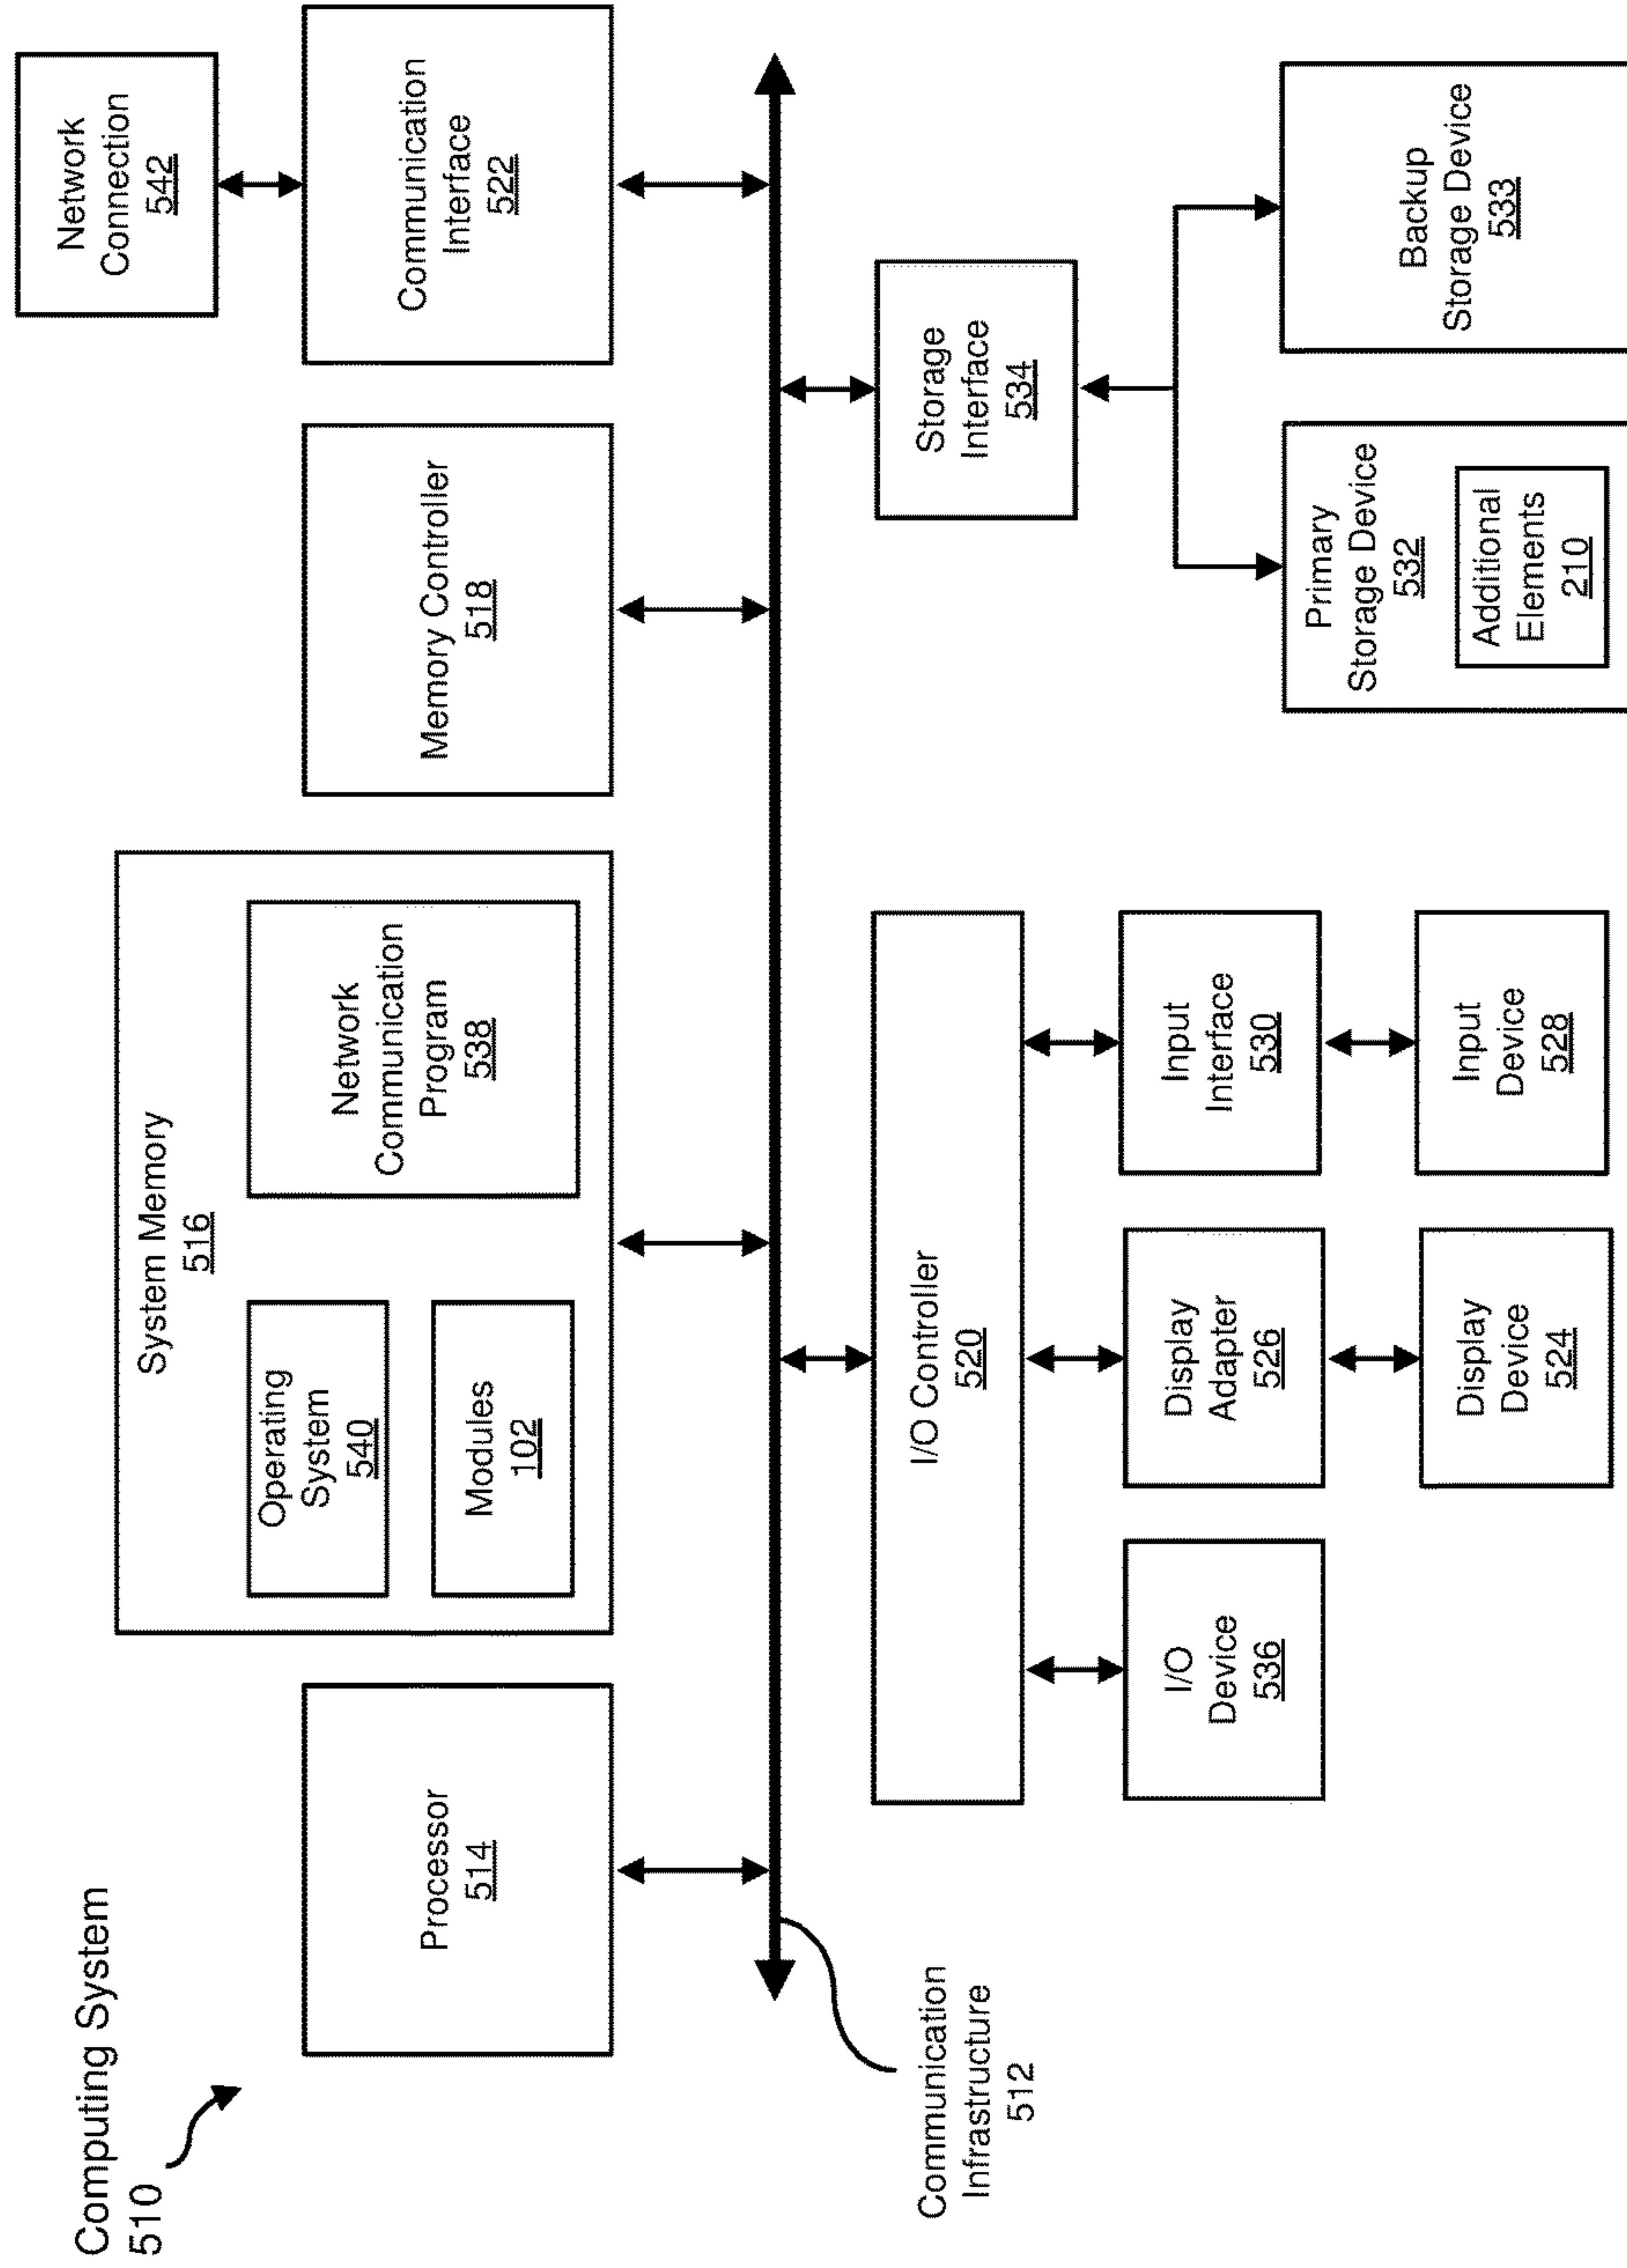 Computing System
510
Processor
514
System Memory
516
Operating
System
540
Modules
102
Network
Communication
Program
538
Memory Controller
518
Communication
Interface
522
Network
Connection
542
Communication
Infrastructure
512
I/O Controller
520
I/O
Device
536
Display
Adapter
526
Input
Interface
530
Display
Device
524
Input
Device
528
Storage
Interface
534
Primary
Storage Device
532
Additional
Elements
210
Backup
Storage Device
533